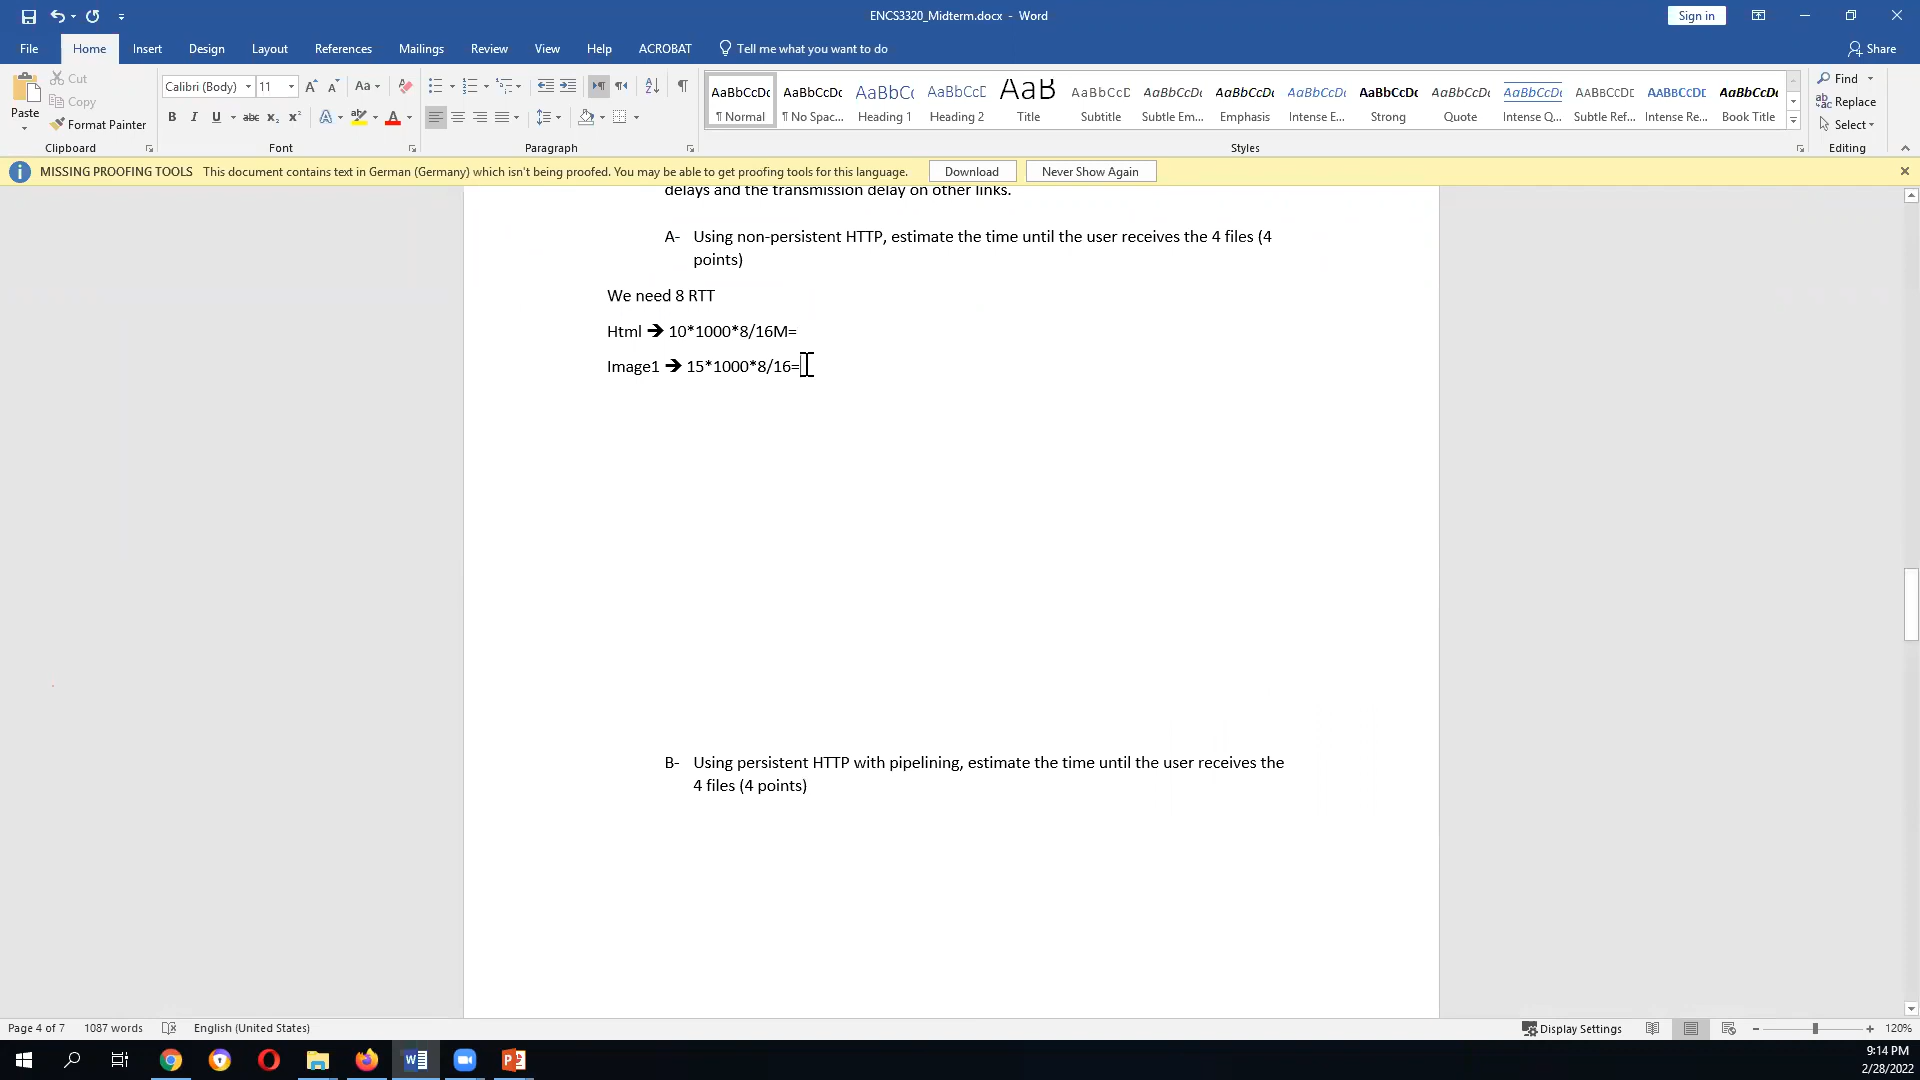 ENCS3320_Midterm.docx - Word
Sign in
File Home Insert Design Layout References Mailings Review View Help ACROBAT Tell me what you want to do Share
Paste
Cut
Copy
Format Painter
Clipboard
Calibri (Body) 11
Font
Paragraph
AaBbCcDc AaBbCcDc AaBbCc AaBbCcD AaB AaBbCcD AaBbCcDc AaBbCcDc AaBbCcDc AaBbCcDc AaBbCcDc AaBbCcDc AABBCCDE AABBCCDE AaBbCcDc
¶ Normal ¶ No Spac... Heading 1 Heading 2 Title Subtitle Subtle Em... Emphasis Intense E... Strong Quote Intense Q... Subtle Ref... Intense Re... Book Title
Styles
Find
Replace
Select
Editing
MISSING PROOFING TOOLS This document contains text in German (Germany) which isn't being proofed. You may be able to get proofing tools for this language. Download Never Show Again
delays and the transmission delay on other links.
A- Using non-persistent HTTP, estimate the time until the user receives the 4 files (4
points)
We need 8 RTT
Html ➔ 10*1000*8/16M=
Image1 ➔ 15*1000*8/16=
B- Using persistent HTTP with pipelining, estimate the time until the user receives the
4 files (4 points)
Page 4 of 7 1087 words English (United States) Display Settings 120%
9:14 PM
2/28/2022